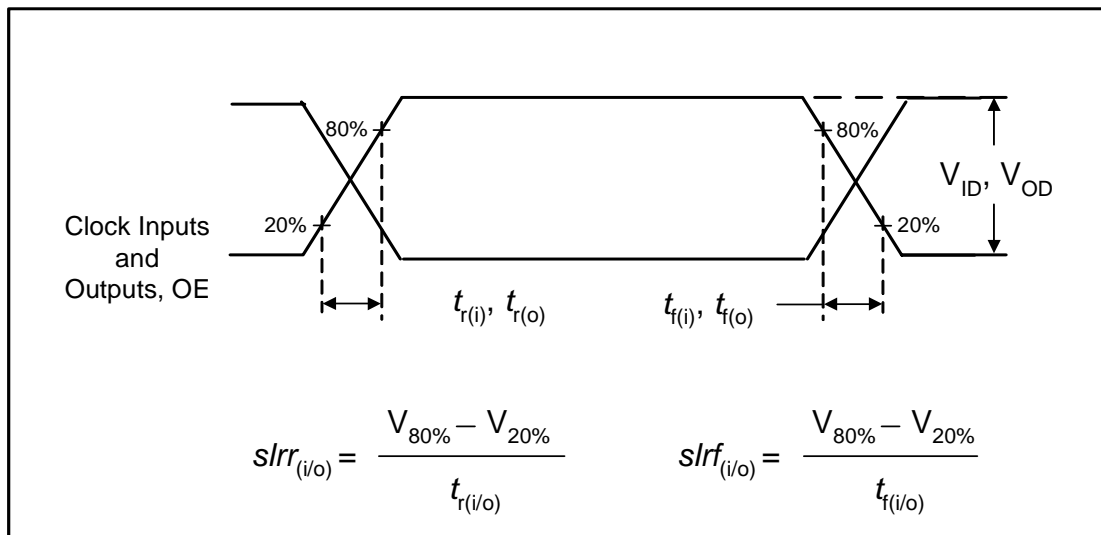 80%
80%
V_ID, V_OD
20%
20%
Clock Inputs
and
Outputs, OE
t_r(i), t_r(o)
t_f(i), t_f(o)
slrr_(i/o) = V_80% – V_20% / t_r(i/o)
slrf_(i/o) = V_80% – V_20% / t_f(i/o)